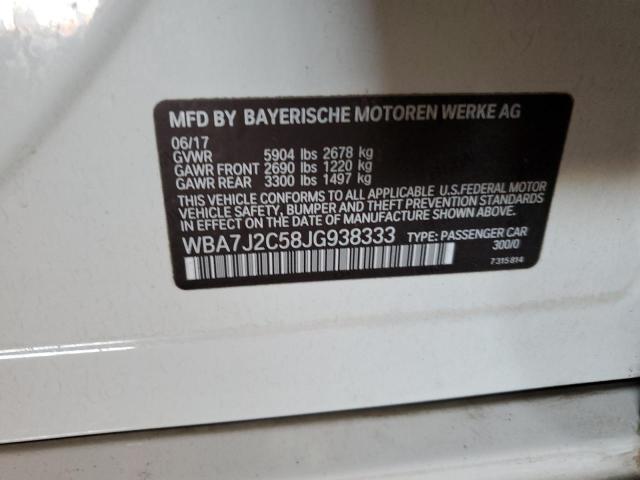 MFD BY BAYERISCHE MOTOREN WERKE AG
06/17
GVWR 5904 lbs 2678 kg
GAWR FRONT 2690 lbs 1220 kg
GAWR REAR 3300 lbs 1497 kg
THIS VEHICLE CONFORMS TO ALL APPLICABLE U.S.FEDERAL MOTOR
VEHICLE SAFETY, BUMPER AND THEFT PREVENTION STANDARDS
IN EFFECT ON THE DATE OF MANUFACTURE SHOWN ABOVE.
WBA7J2C58JG938333 TYPE: PASSENGER CAR
300/0
7315814